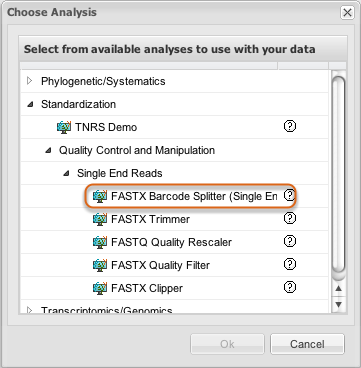 Choose Analysis
Select from available analyses to use with your data
Phylogenetic/Systematics
Standardization
TNRS Demo
Quality Control and Manipulation
Single End Reads
FASTX Barcode Splitter (Single En
FASTX Trimmer
FASTQ Quality Rescaler
FASTX Quality Filter
FASTX Clipper
Transcriptomics/Genomics
Ok
Cancel